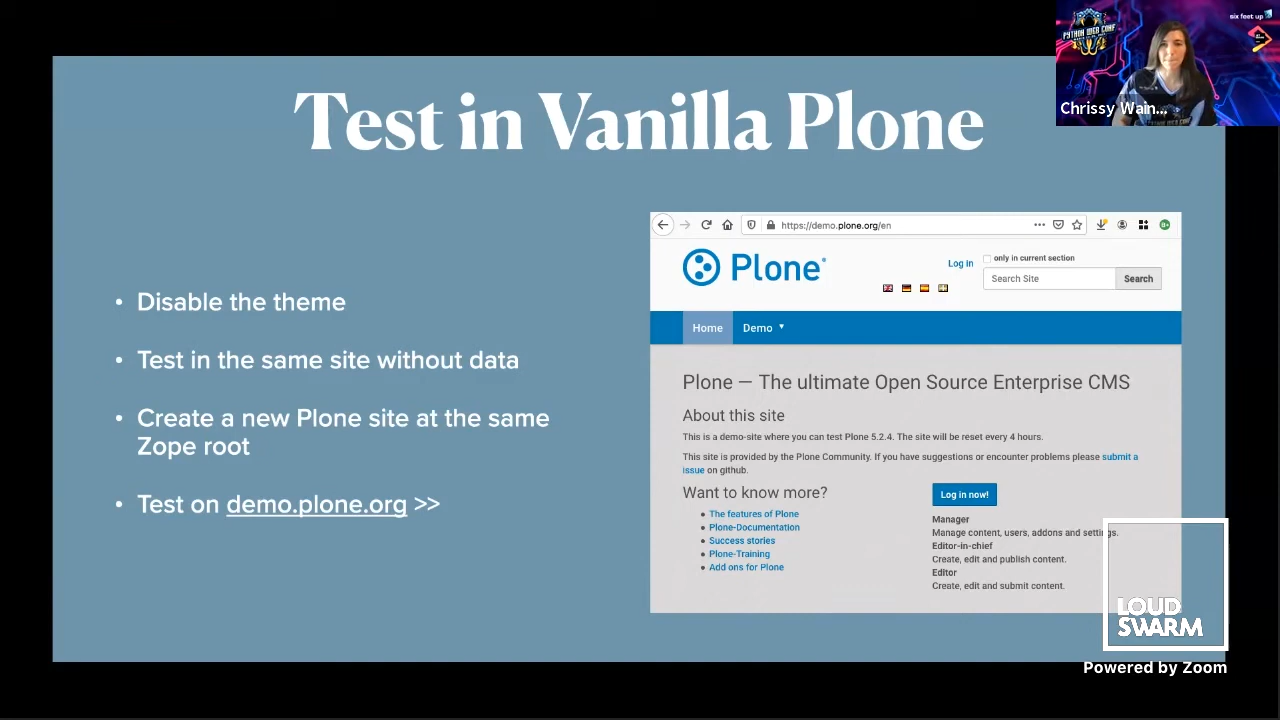 Test in Vanilla Plone
• Disable the theme
• Test in the same site without data
• Create a new Plone site at the same
Zope root
• Test on demo.plone.org >>
https://demo.plone.org/en
Plone®
Log in
only in current section
Search Site
Search
Home
Demo
Plone — The ultimate Open Source Enterprise CMS
About this site
This is a demo-site where you can test Plone 5.2.4. The site will be reset every 4 hours.
This site is provided by the Plone Community. If you have suggestions or encounter problems please submit a
issue on github.
Want to know more?
• The features of Plone
• Plone-Documentation
• Success stories
• Plone-Training
• Add ons for Plone
Log in now!
Manager
Manage content, users, addons and settings.
Editor-in-chief
Create, edit and publish content.
Editor
Create, edit and submit content.
PYTHON WEB CONF
six feet up
Chrissy Wain...
LOUD
SWARM
Powered by Zoom